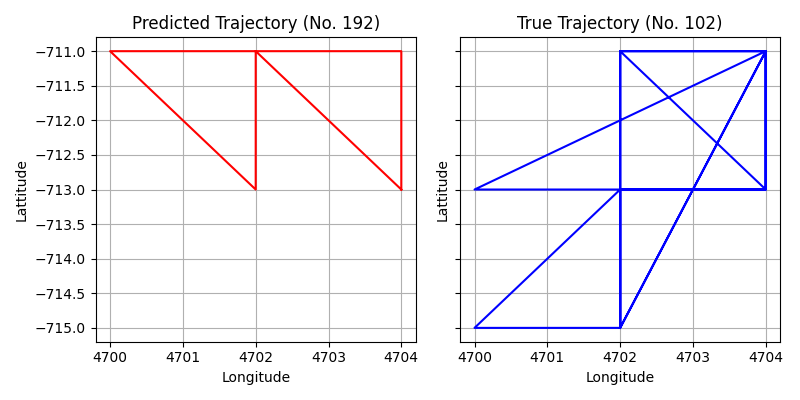 Predicted Trajectory (No. 192)
True Trajectory (No. 102)
−711.0
−711.5
−712.0
−712.5
−713.0
−713.5
−714.0
−714.5
−715.0
Lattitude
Lattitude
4700 4701 4702 4703 4704
4700 4701 4702 4703 4704
Longitude
Longitude